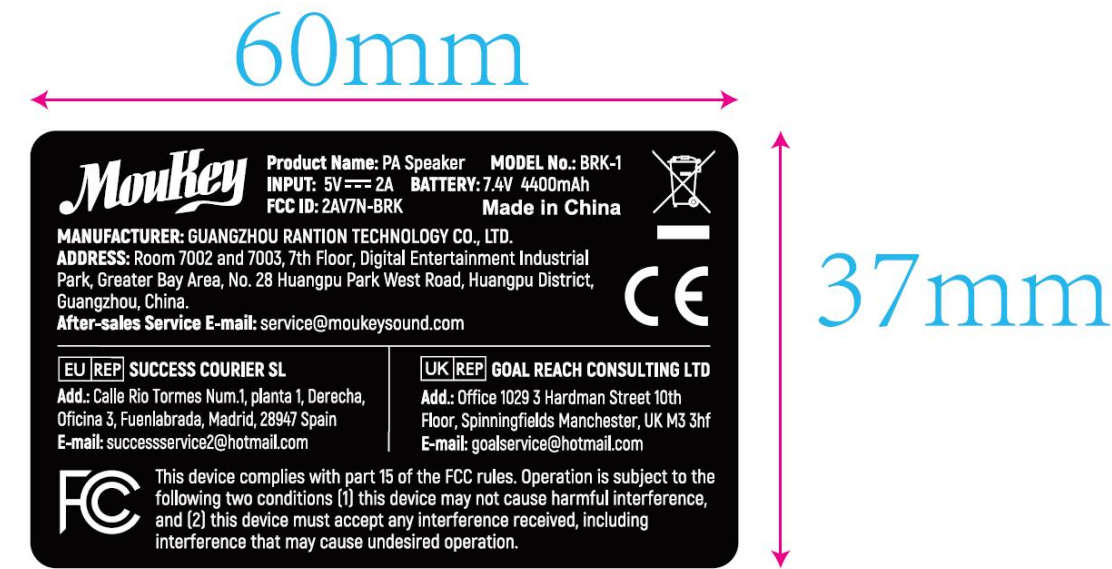 60mm
37mm
MouKey
Product Name: PA Speaker MODEL No.: BRK-1
INPUT: 5V⎓2A BATTERY: 7.4V 4400mAh
FCC ID: 2AV7N-BRK Made in China
MANUFACTURER: GUANGZHOU RANTION TECHNOLOGY CO., LTD.
ADDRESS: Room 7002 and 7003, 7th Floor, Digital Entertainment Industrial
Park, Greater Bay Area, No. 28 Huangpu Park West Road, Huangpu District,
Guangzhou, China.
After-sales Service E-mail: service@moukeysound.com
CE
EU REP SUCCESS COURIER SL
Add.: Calle Rio Tormes Num.1, planta 1, Derecha,
Oficina 3, Fuenlabrada, Madrid, 28947 Spain
E-mail: successservice2@hotmail.com
UK REP GOAL REACH CONSULTING LTD
Add.: Office 1029 3 Hardman Street 10th
Floor, Spinningfields Manchester, UK M3 3hf
E-mail: goalservice@hotmail.com
FC
This device complies with part 15 of the FCC rules. Operation is subject to the
following two conditions (1) this device may not cause harmful interference,
and (2) this device must accept any interference received, including
interference that may cause undesired operation.